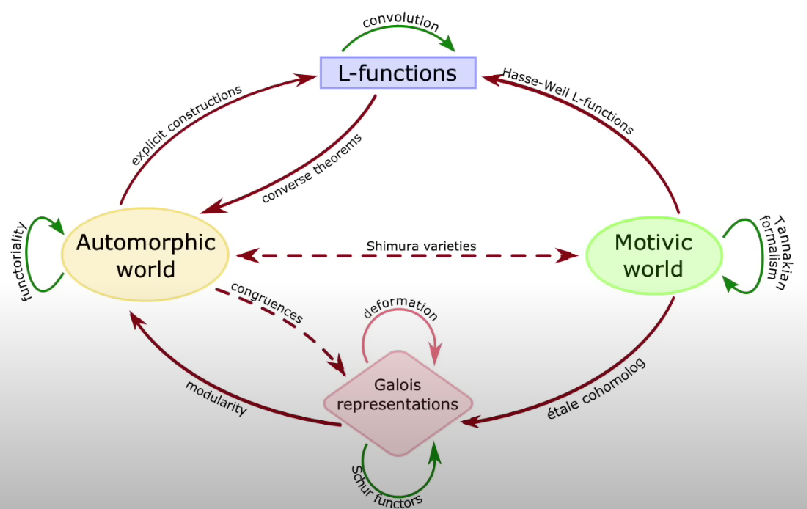 convolution
L-functions
Hasse-Weil L-functions
explicit constructions
converse theorems
functoriality
Automorphic
world
Shimura varieties
Motivic
world
Tannakian
formalism
congruences
deformation
Galois
representations
modularity
étale cohomolog
Schur functors